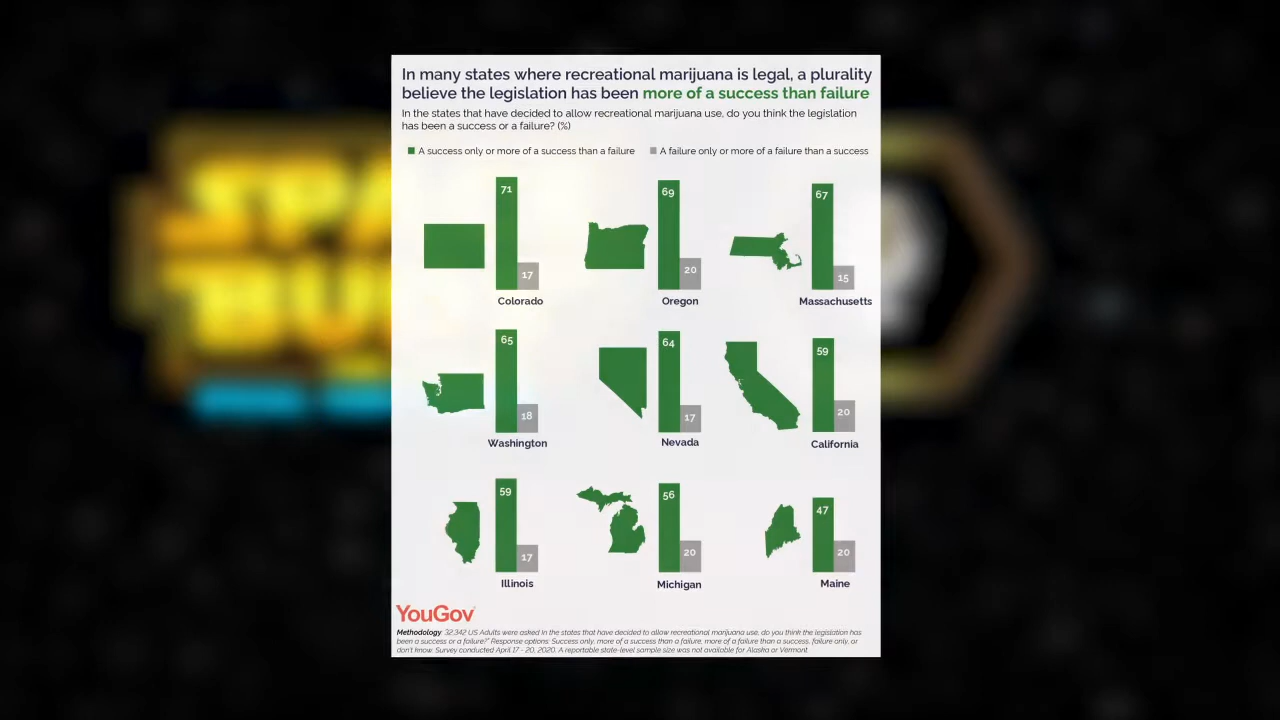 In many states where recreational marijuana is legal, a plurality
believe the legislation has been more of a success than failure
In the states that have decided to allow recreational marijuana use, do you think the legislation
has been a success or a failure? (%)
A success only or more of a success than a failure
A failure only or more of a failure than a success
71
17
Colorado
69
20
Oregon
67
15
Massachusetts
65
18
Washington
64
17
Nevada
59
20
California
59
17
Illinois
56
20
Michigan
47
20
Maine
YouGov
Methodology "32,342 US Adults were asked In the states that have decided to allow recreational marijuana use, do you think the legislation has
been a success or a failure?" Response options: Success only, more of a success than a failure, more of a failure than a success, failure only, or
don't know. Survey conducted April 17 - 20, 2020. A reportable state-level sample size was not available for Alaska or Vermont